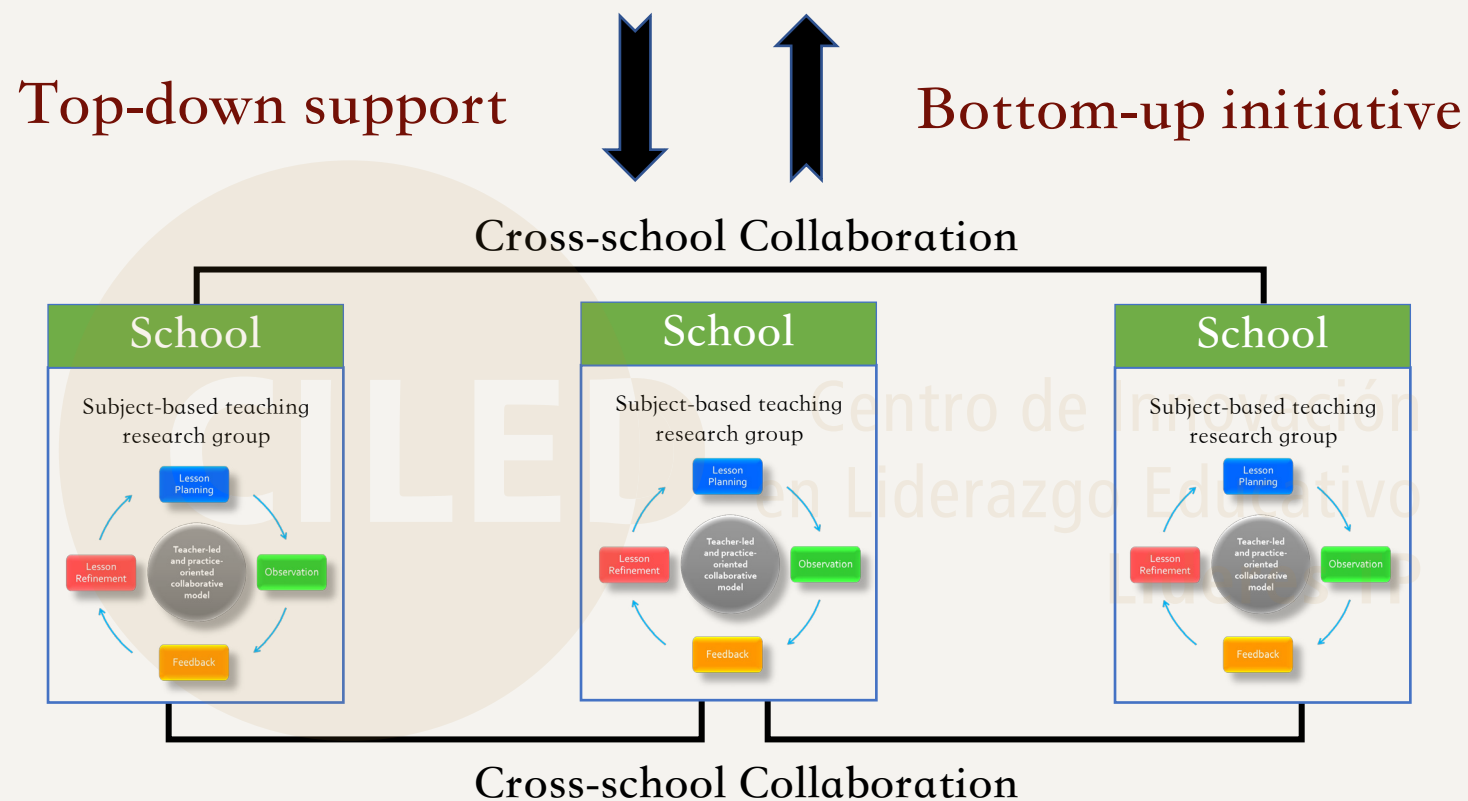 Top-down support
Bottom-up initiative
Cross-school Collaboration
School
Subject-based teaching
research group
Lesson
Planning
Teacher-led
and practice-
oriented
collaborative
model
Lesson
Refinement
Observation
Feedback
School
Subject-based teaching
research group
Lesson
Planning
Teacher-led
and practice-
oriented
collaborative
model
Lesson
Refinement
Observation
Feedback
School
Subject-based teaching
research group
Lesson
Planning
Teacher-led
and practice-
oriented
collaborative
model
Lesson
Refinement
Observation
Feedback
Cross-school Collaboration
CILED
Centro de Innovación
en Liderazgo Educativo